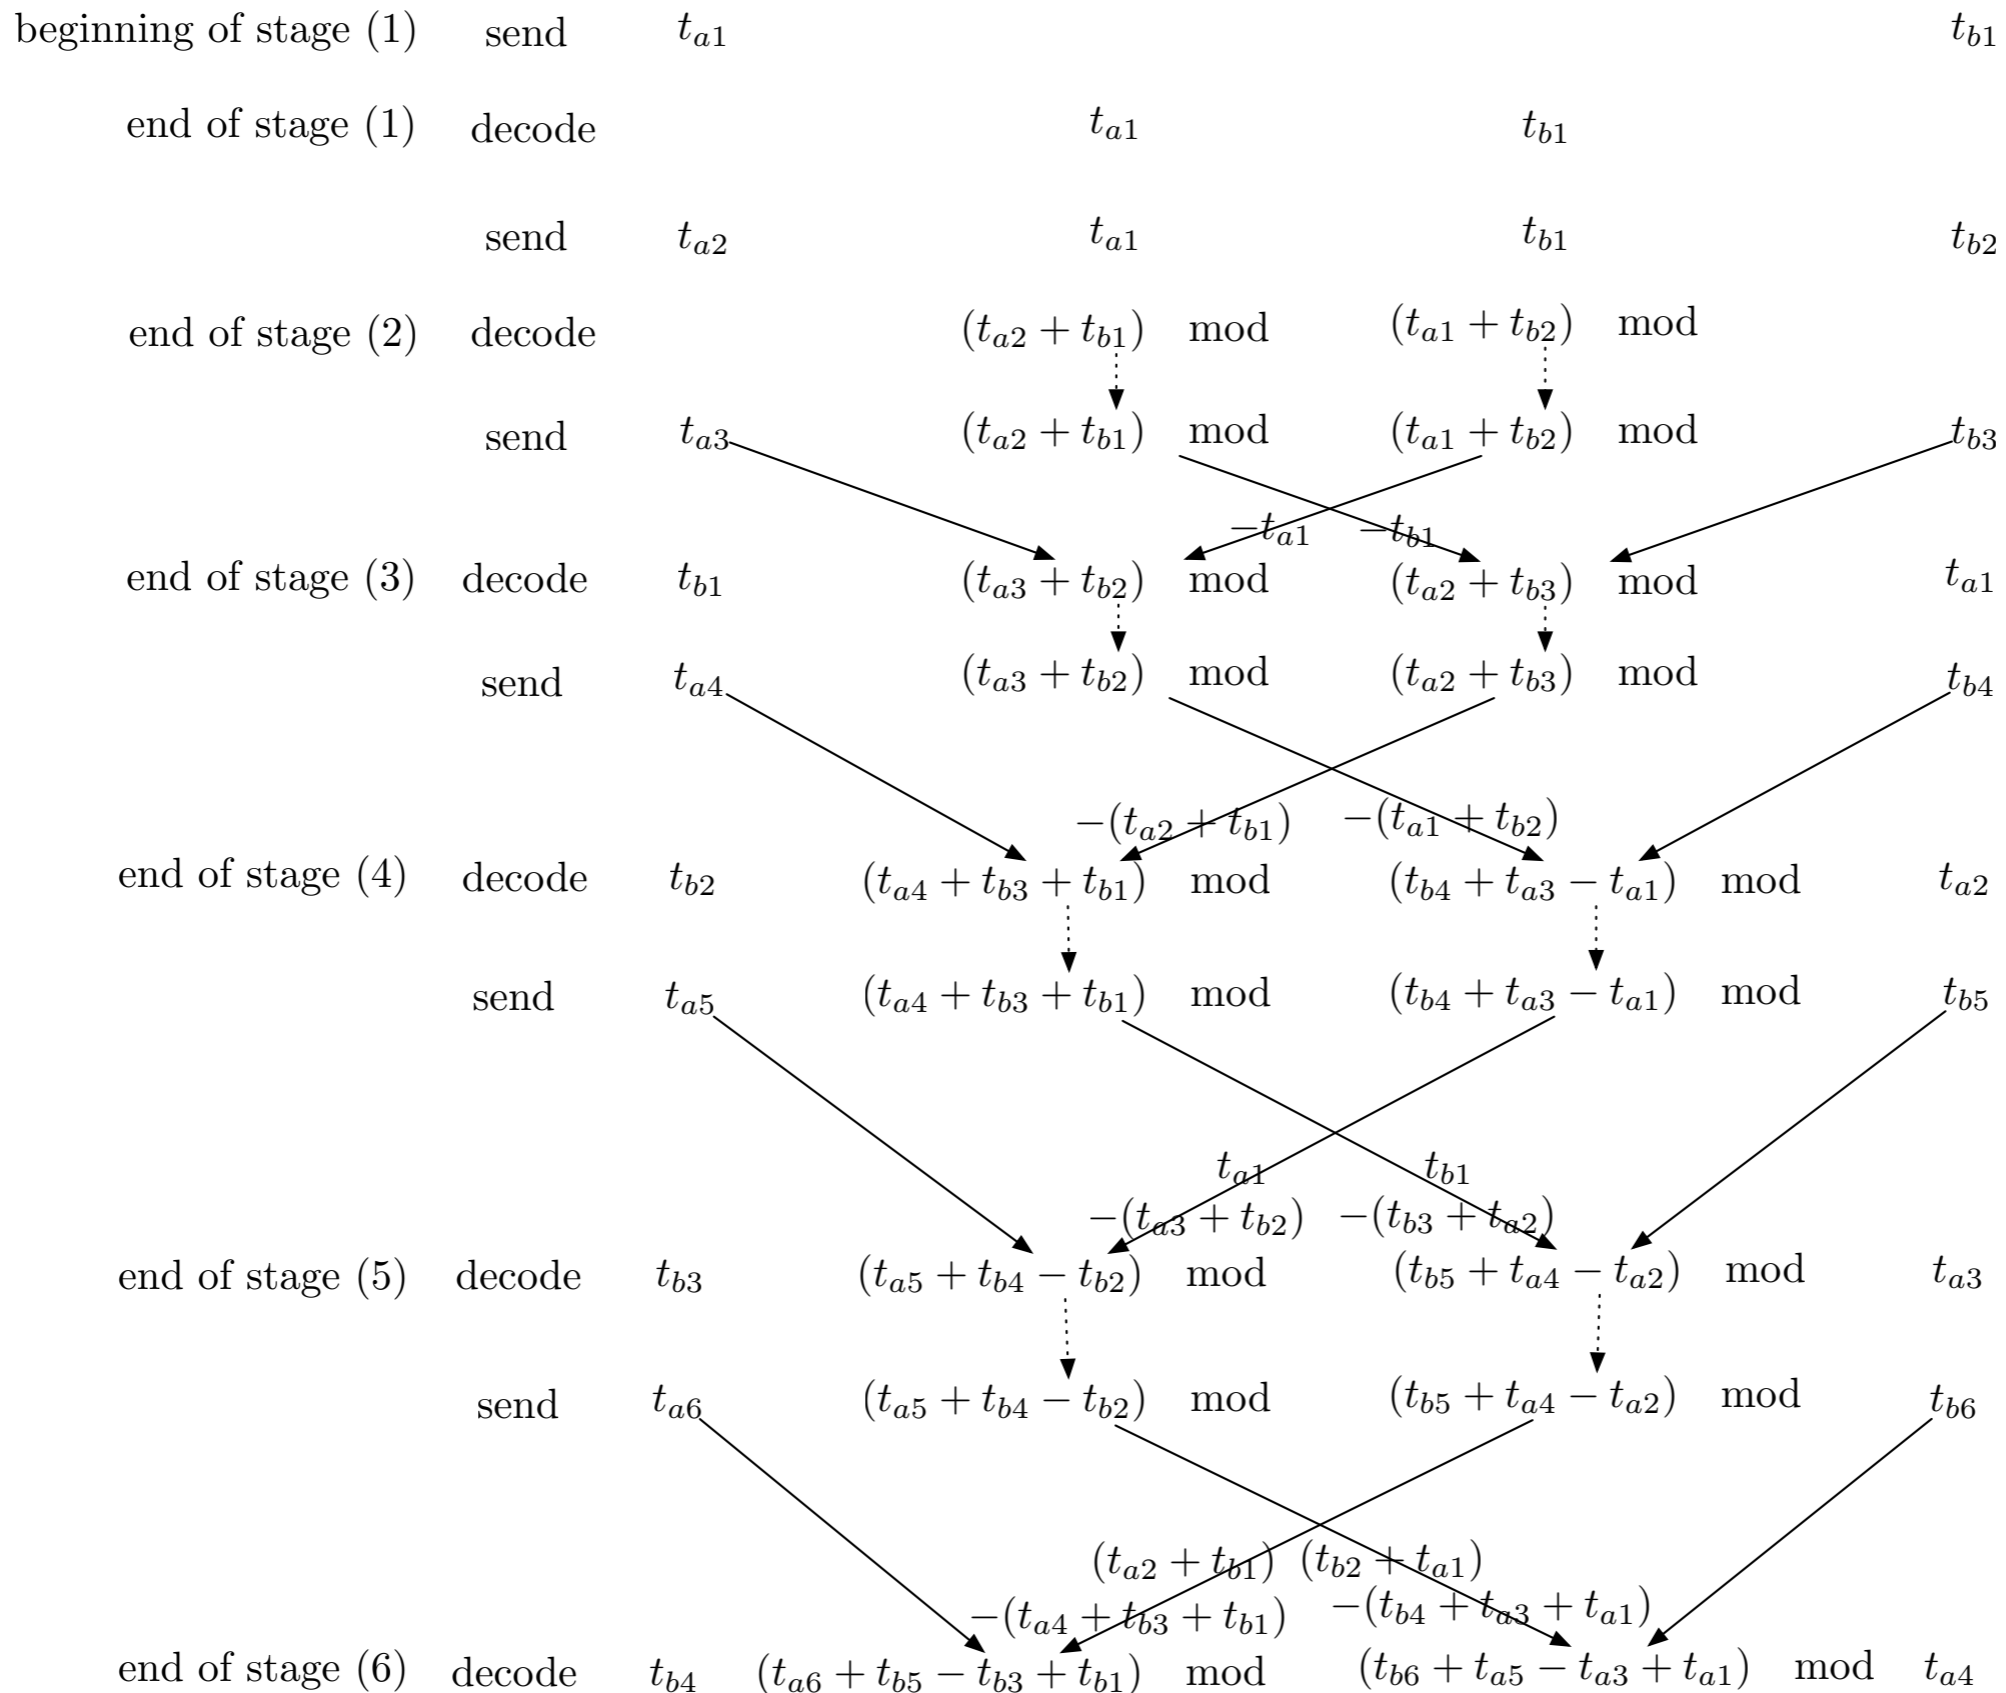 beginning of stage (1) send t_{a1} t_{b1}
end of stage (1) decode t_{a1} t_{b1}
send t_{a2} t_{a1} t_{b1} t_{b2}
end of stage (2) decode (t_{a2} + t_{b1}) mod (t_{a1} + t_{b2}) mod
send t_{a3} (t_{a2} + t_{b1}) mod (t_{a1} + t_{b2}) mod t_{b3}
−t_{a1} −t_{b1}
end of stage (3) decode t_{b1} (t_{a3} + t_{b2}) mod (t_{a2} + t_{b3}) mod t_{a1}
send t_{a4} (t_{a3} + t_{b2}) mod (t_{a2} + t_{b3}) mod t_{b4}
−(t_{a2} + t_{b1}) −(t_{a1} + t_{b2})
end of stage (4) decode t_{b2} (t_{a4} + t_{b3} + t_{b1}) mod (t_{b4} + t_{a3} − t_{a1}) mod t_{a2}
send t_{a5} (t_{a4} + t_{b3} + t_{b1}) mod (t_{b4} + t_{a3} − t_{a1}) mod t_{b5}
t_{a1} t_{b1}
−(t_{a3} + t_{b2}) −(t_{b3} + t_{a2})
end of stage (5) decode t_{b3} (t_{a5} + t_{b4} − t_{b2}) mod (t_{b5} + t_{a4} − t_{a2}) mod t_{a3}
send t_{a6} (t_{a5} + t_{b4} − t_{b2}) mod (t_{b5} + t_{a4} − t_{a2}) mod t_{b6}
(t_{a2} + t_{b1}) (t_{b2} + t_{a1})
−(t_{a4} + t_{b3} + t_{b1}) −(t_{b4} + t_{a3} + t_{a1})
end of stage (6) decode t_{b4} (t_{a6} + t_{b5} − t_{b3} + t_{b1}) mod (t_{b6} + t_{a5} − t_{a3} + t_{a1}) mod t_{a4}